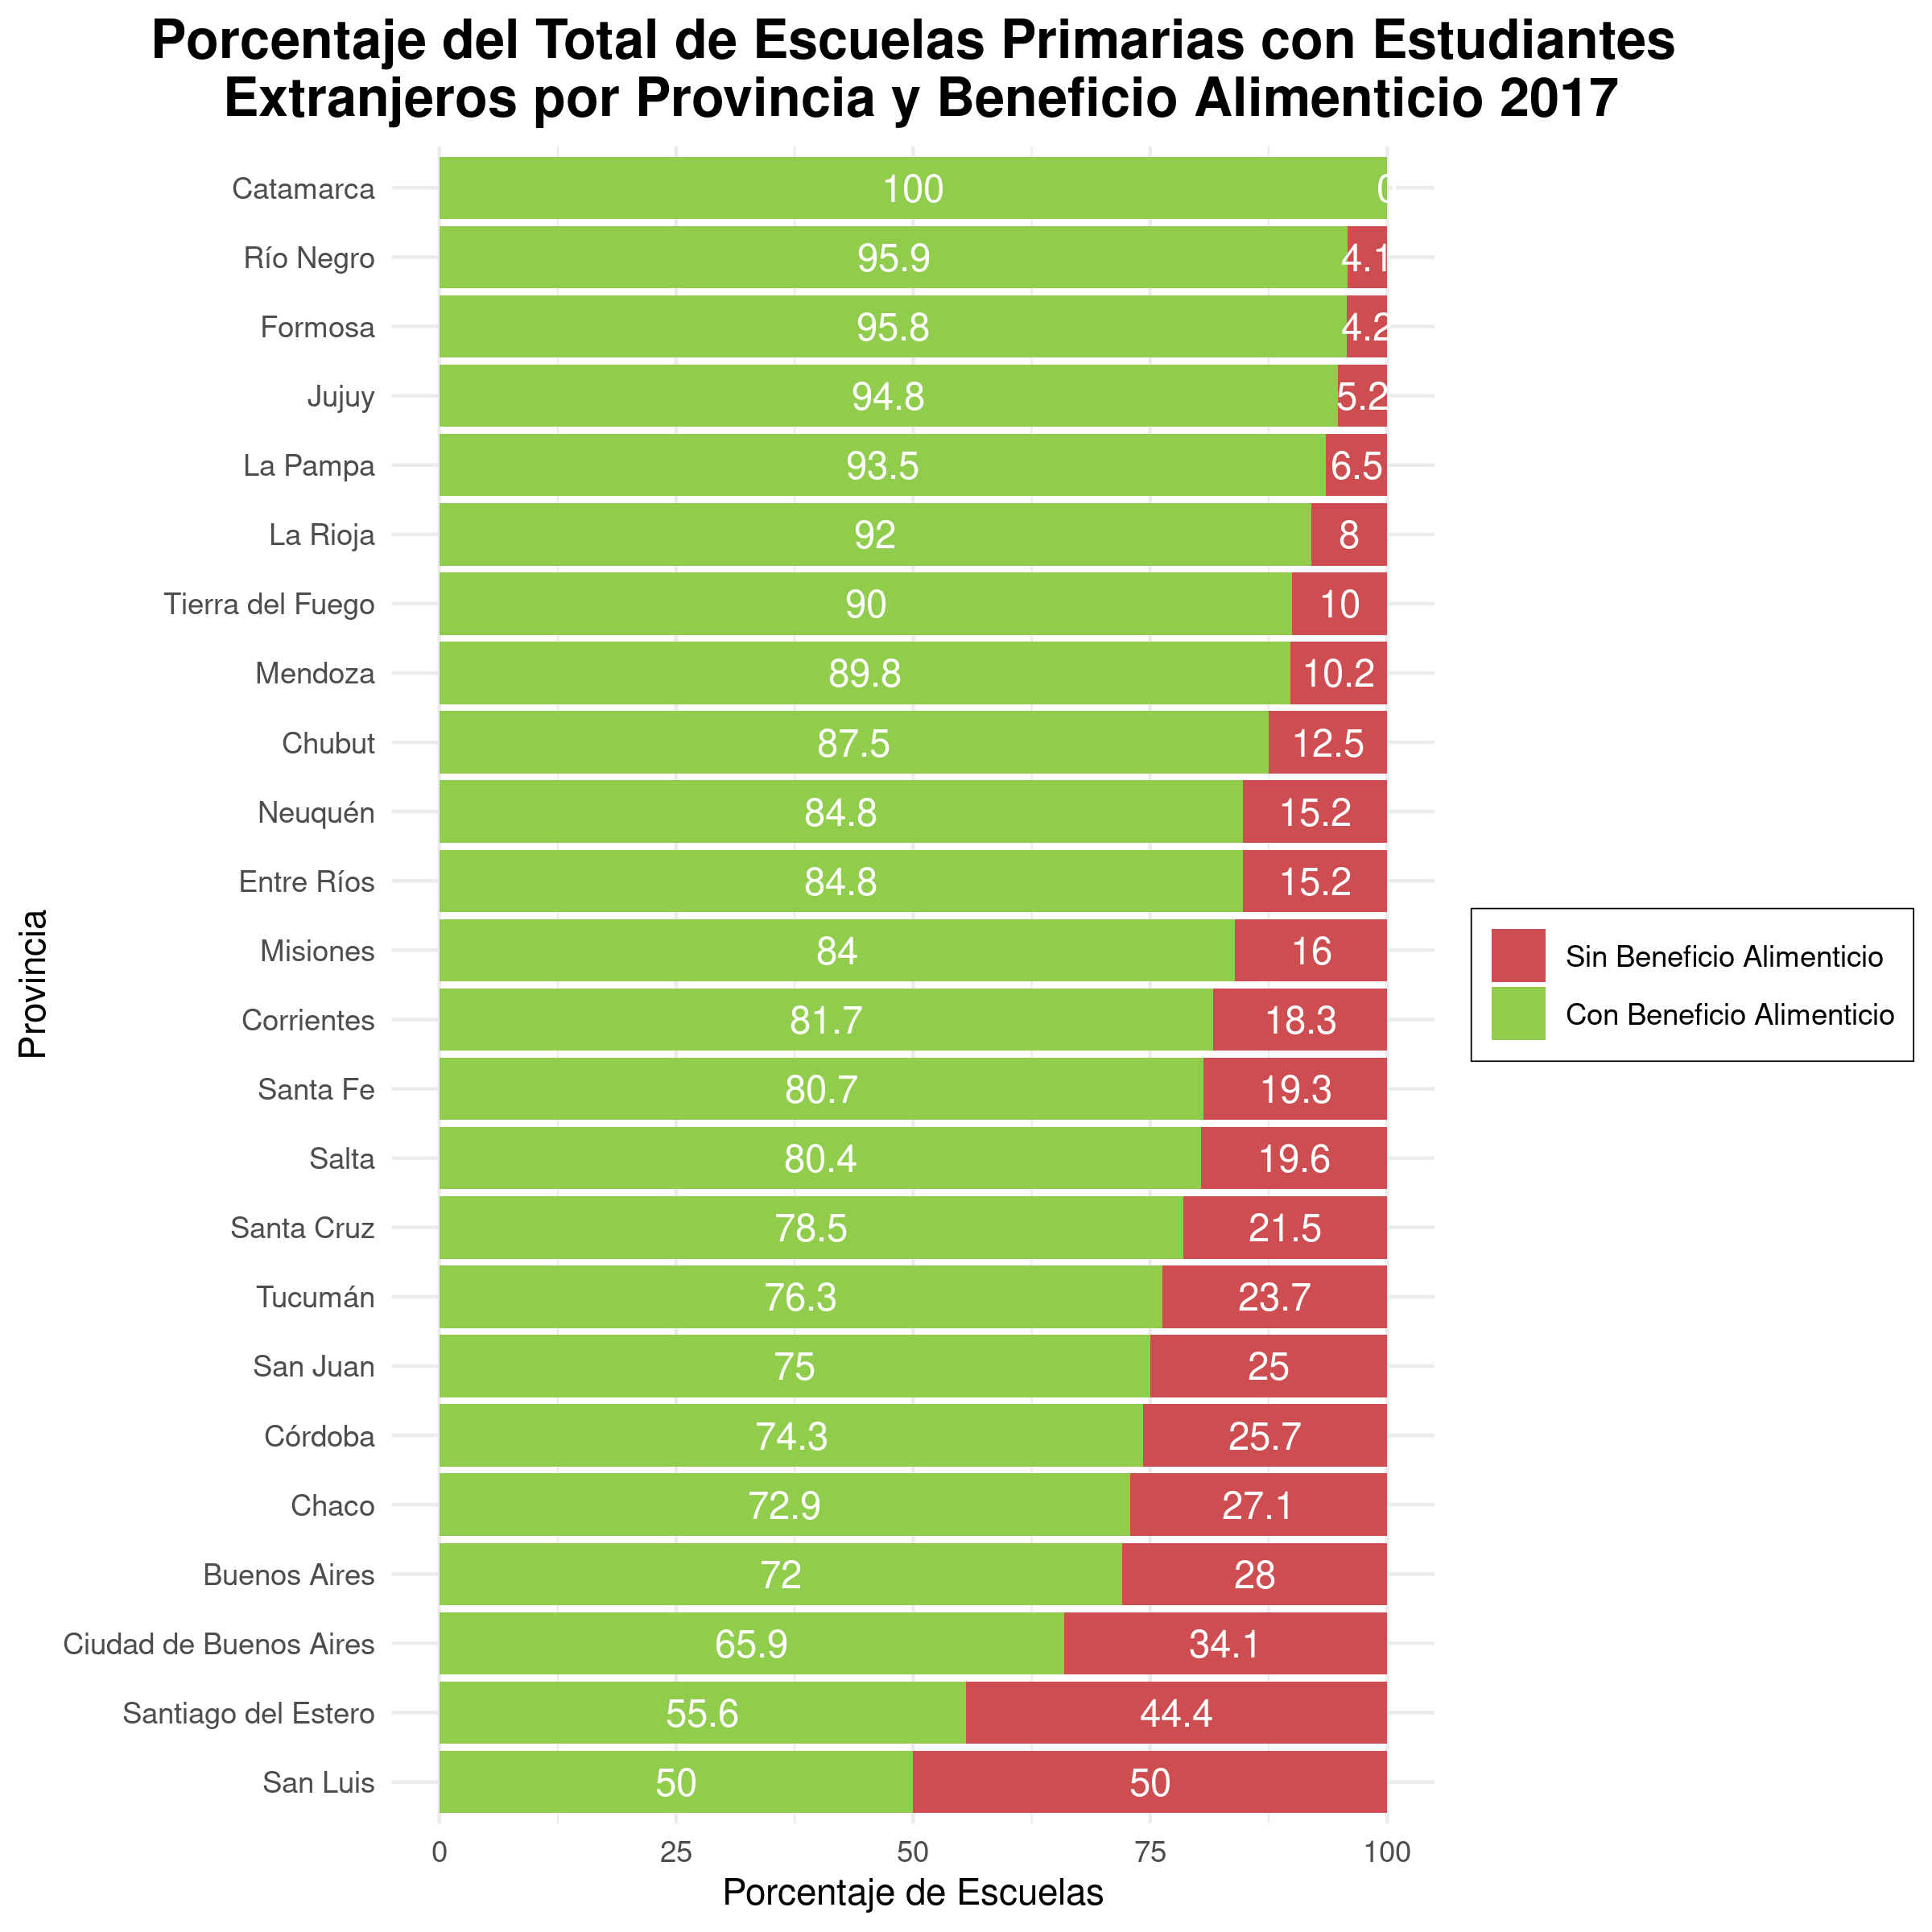 Porcentaje del Total de Escuelas Primarias con Estudiantes
Extranjeros por Provincia y Beneficio Alimenticio 2017
Provincia
Catamarca 100 0
Río Negro 95.9 4.1
Formosa 95.8 4.2
Jujuy 94.8 5.2
La Pampa 93.5 6.5
La Rioja 92 8
Tierra del Fuego 90 10
Mendoza 89.8 10.2
Chubut 87.5 12.5
Neuquén 84.8 15.2
Entre Ríos 84.8 15.2
Misiones 84 16
Corrientes 81.7 18.3
Santa Fe 80.7 19.3
Salta 80.4 19.6
Santa Cruz 78.5 21.5
Tucumán 76.3 23.7
San Juan 75 25
Córdoba 74.3 25.7
Chaco 72.9 27.1
Buenos Aires 72 28
Ciudad de Buenos Aires 65.9 34.1
Santiago del Estero 55.6 44.4
San Luis 50 50
0 25 50 75 100
Porcentaje de Escuelas
Sin Beneficio Alimenticio
Con Beneficio Alimenticio